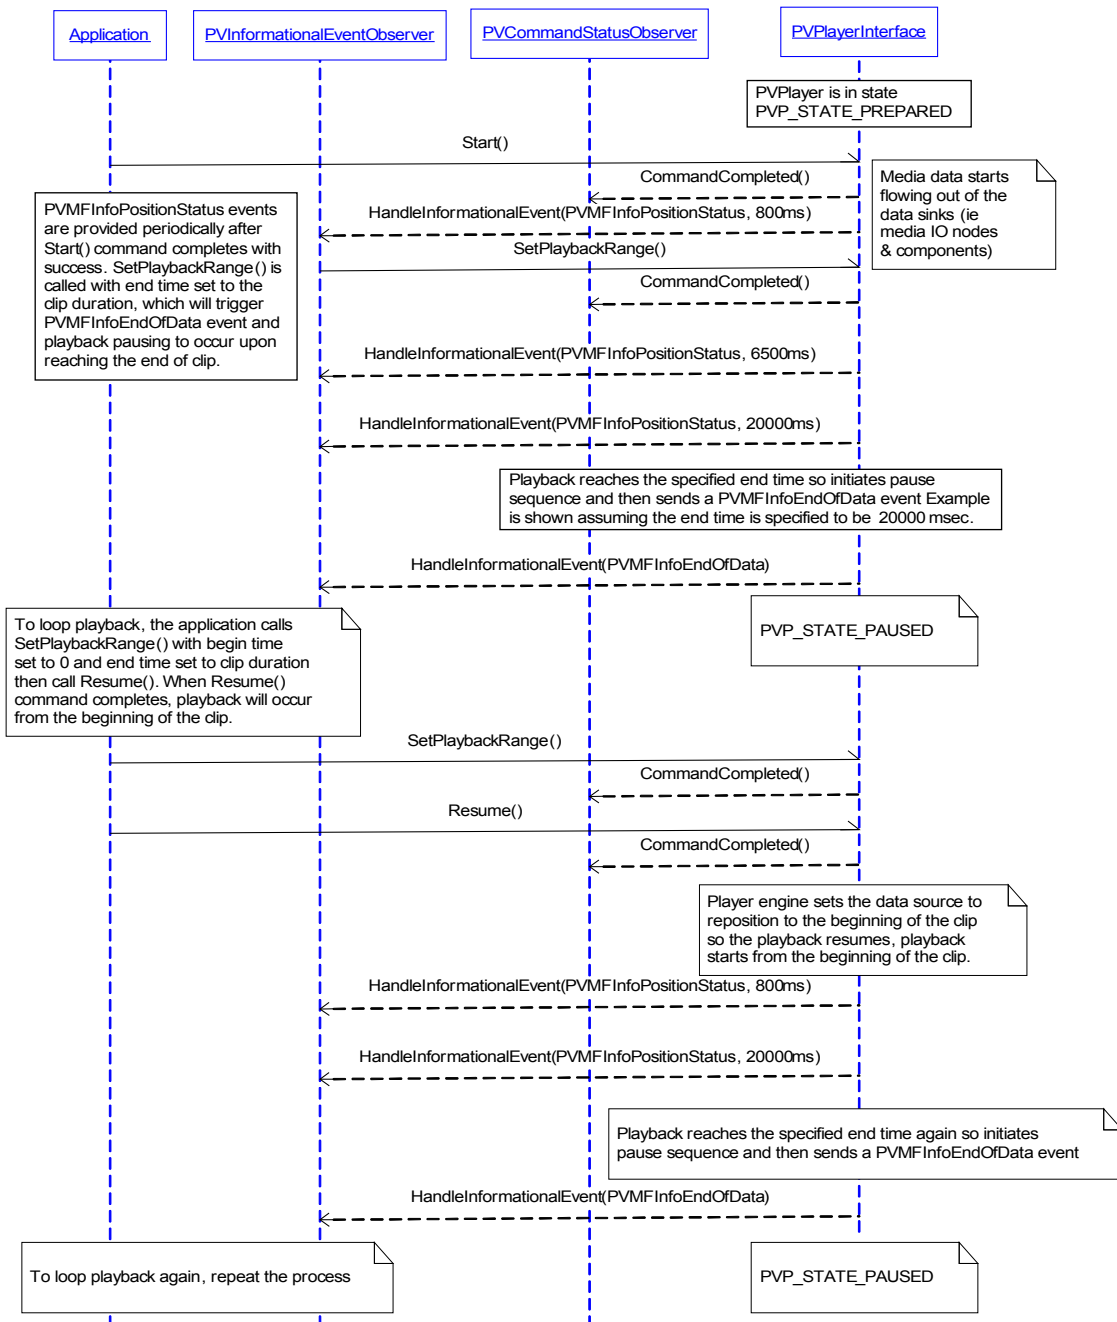 Application
PVInformationalEventObserver
PVCommandStatusObserver
PVPlayerInterface
PVPlayer is in state
PVP_STATE_PREPARED
Start()
CommandCompleted()
Media data starts
flowing out of the
data sinks (ie
media IO nodes
& components)
PVMFInfoPositionStatus events
are provided periodically after
Start() command completes with
success. SetPlaybackRange() is
called with end time set to the
clip duration, which will trigger
PVMFInfoEndOfData event and
playback pausing to occur upon
reaching the end of clip.
HandleInformationalEvent(PVMFInfoPositionStatus, 800ms)
SetPlaybackRange()
CommandCompleted()
HandleInformationalEvent(PVMFInfoPositionStatus, 6500ms)
HandleInformationalEvent(PVMFInfoPositionStatus, 20000ms)
Playback reaches the specified end time so initiates pause
sequence and then sends a PVMFInfoEndOfData event Example
is shown assuming the end time is specified to be 20000 msec.
HandleInformationalEvent(PVMFInfoEndOfData)
PVP_STATE_PAUSED
To loop playback, the application calls
SetPlaybackRange() with begin time
set to 0 and end time set to clip duration
then call Resume(). When Resume()
command completes, playback will occur
from the beginning of the clip.
SetPlaybackRange()
CommandCompleted()
Resume()
CommandCompleted()
Player engine sets the data source to
reposition to the beginning of the clip
so the playback resumes, playback
starts from the beginning of the clip.
HandleInformationalEvent(PVMFInfoPositionStatus, 800ms)
HandleInformationalEvent(PVMFInfoPositionStatus, 20000ms)
Playback reaches the specified end time again so initiates
pause sequence and then sends a PVMFInfoEndOfData event
HandleInformationalEvent(PVMFInfoEndOfData)
To loop playback again, repeat the process
PVP_STATE_PAUSED